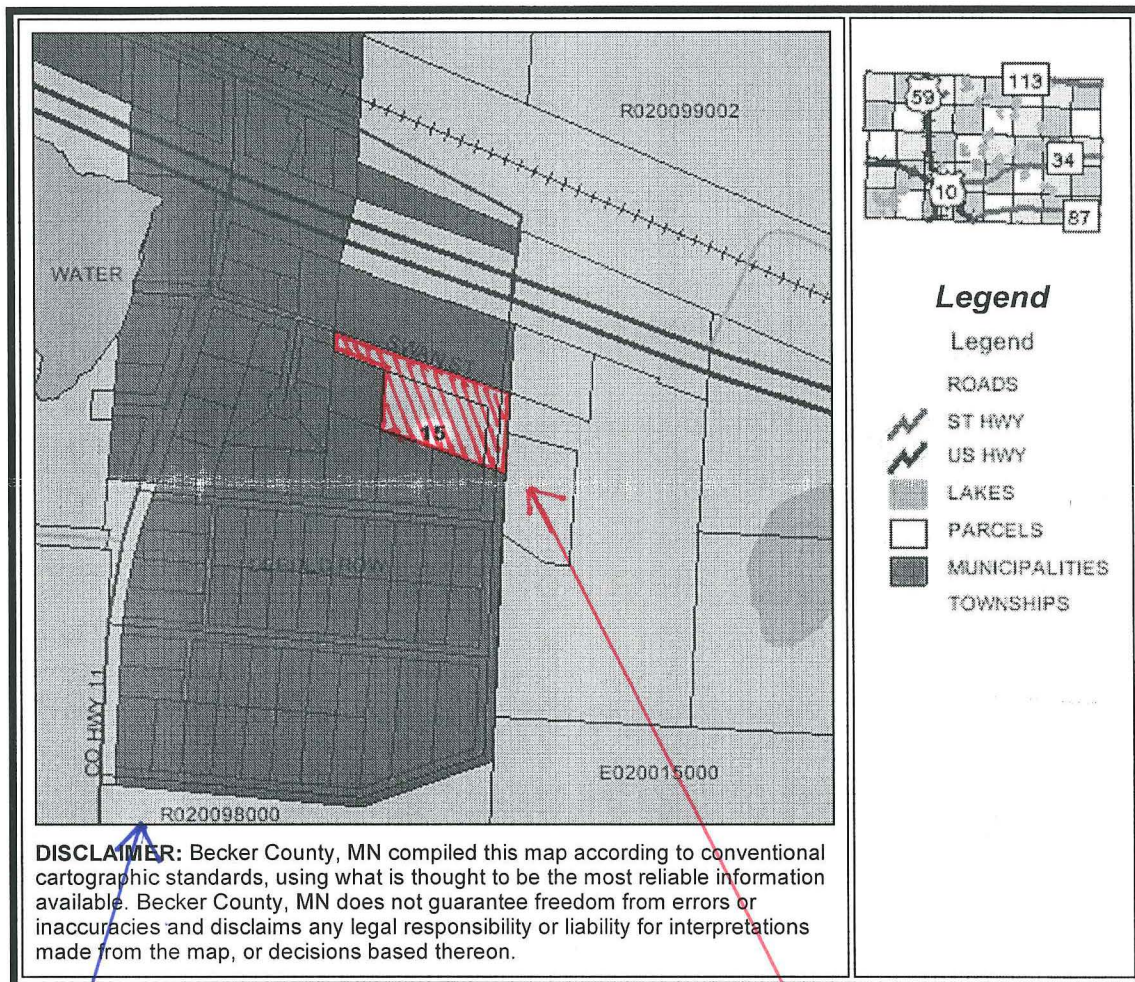 R020099002
WATER
SWAN ST
15
CO HWY 11
E020015000
R020098000
DISCLAIMER: Becker County, MN compiled this map according to conventional
cartographic standards, using what is thought to be the most reliable information
available. Becker County, MN does not guarantee freedom from errors or
inaccuracies and disclaims any legal responsibility or liability for interpretations
made from the map, or decisions based thereon.
113
59
34
10
87
Legend
Legend
ROADS
ST HWY
US HWY
LAKES
PARCELS
MUNICIPALITIES
TOWNSHIPS